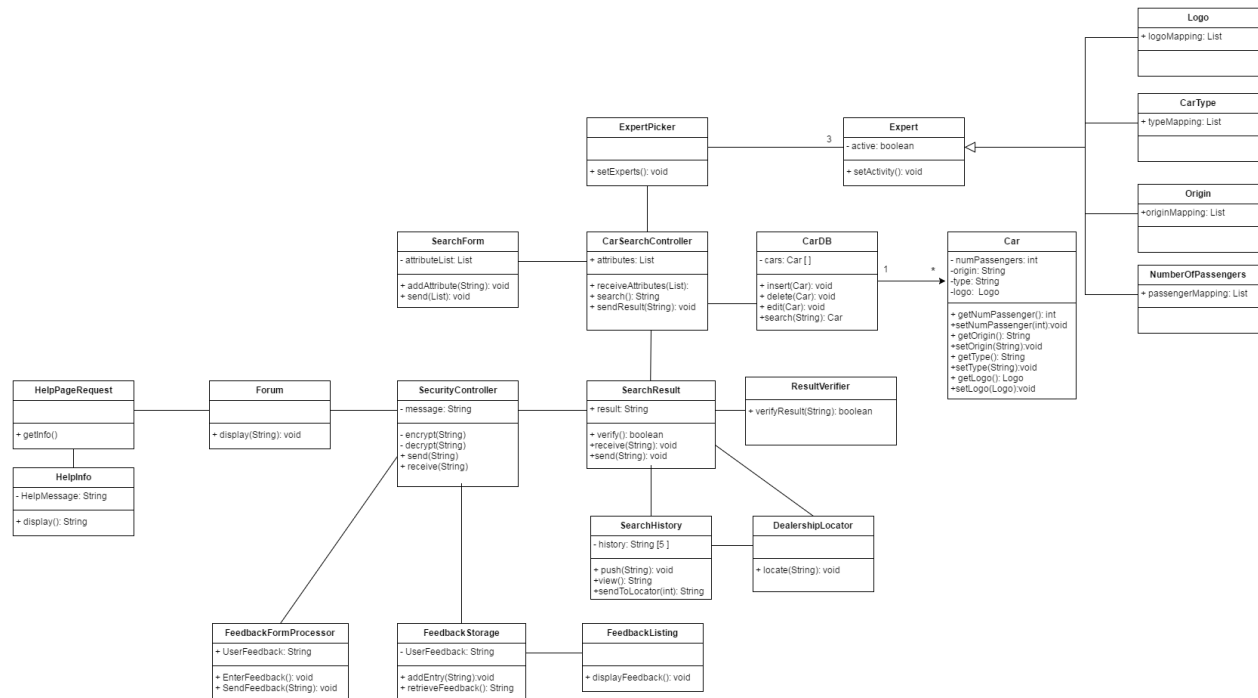 Logo
+ logoMapping: List
CarType
+ typeMapping: List
Origin
+originMapping: List
NumberOfPassengers
+ passengerMapping: List
ExpertPicker
+ setExperts(): void
3
Expert
- active: boolean
+ setActivity(): void
SearchForm
- attributeList: List
+ addAttribute(String): void
+ send(List): void
CarSearchController
+ attributes: List
+ receiveAttributes(List):
+ search(): String
+ sendResult(String): void
CarDB
- cars: Car [ ]
+ insert(Car): void
+ delete(Car): void
+ edit(Car): void
+search(String): Car
1
*
Car
- numPassengers: int
-origin: String
-type: String
-logo:  Logo
+ getNumPassenger(): int
+setNumPassenger(int):void
+ getOrigin(): String
+setOrigin(String):void
+ getType(): String
+setType(String):void
+ getLogo(): Logo
+setLogo(Logo):void
HelpPageRequest
+ getInfo()
Forum
+ display(String): void
SecurityController
- message: String
- encrypt(String)
- decrypt(String)
+ send(String)
+ receive(String)
SearchResult
+ result: String
+ verify(): boolean
+receive(String): void
+send(String): void
ResultVerifier
+ verifyResult(String): boolean
HelpInfo
- HelpMessage: String
+ display(): String
SearchHistory
- history: String [5 ]
+ push(String): void
+view(): String
+sendToLocator(int): String
DealershipLocator
+ locate(String): void
FeedbackFormProcessor
+ UserFeedback: String
+ EnterFeedback(): void
+ SendFeedback(String): void
FeedbackStorage
- UserFeedback: String
+ addEntry(String):void
+ retrieveFeedback(): String
FeedbackListing
+ displayFeedback(): void